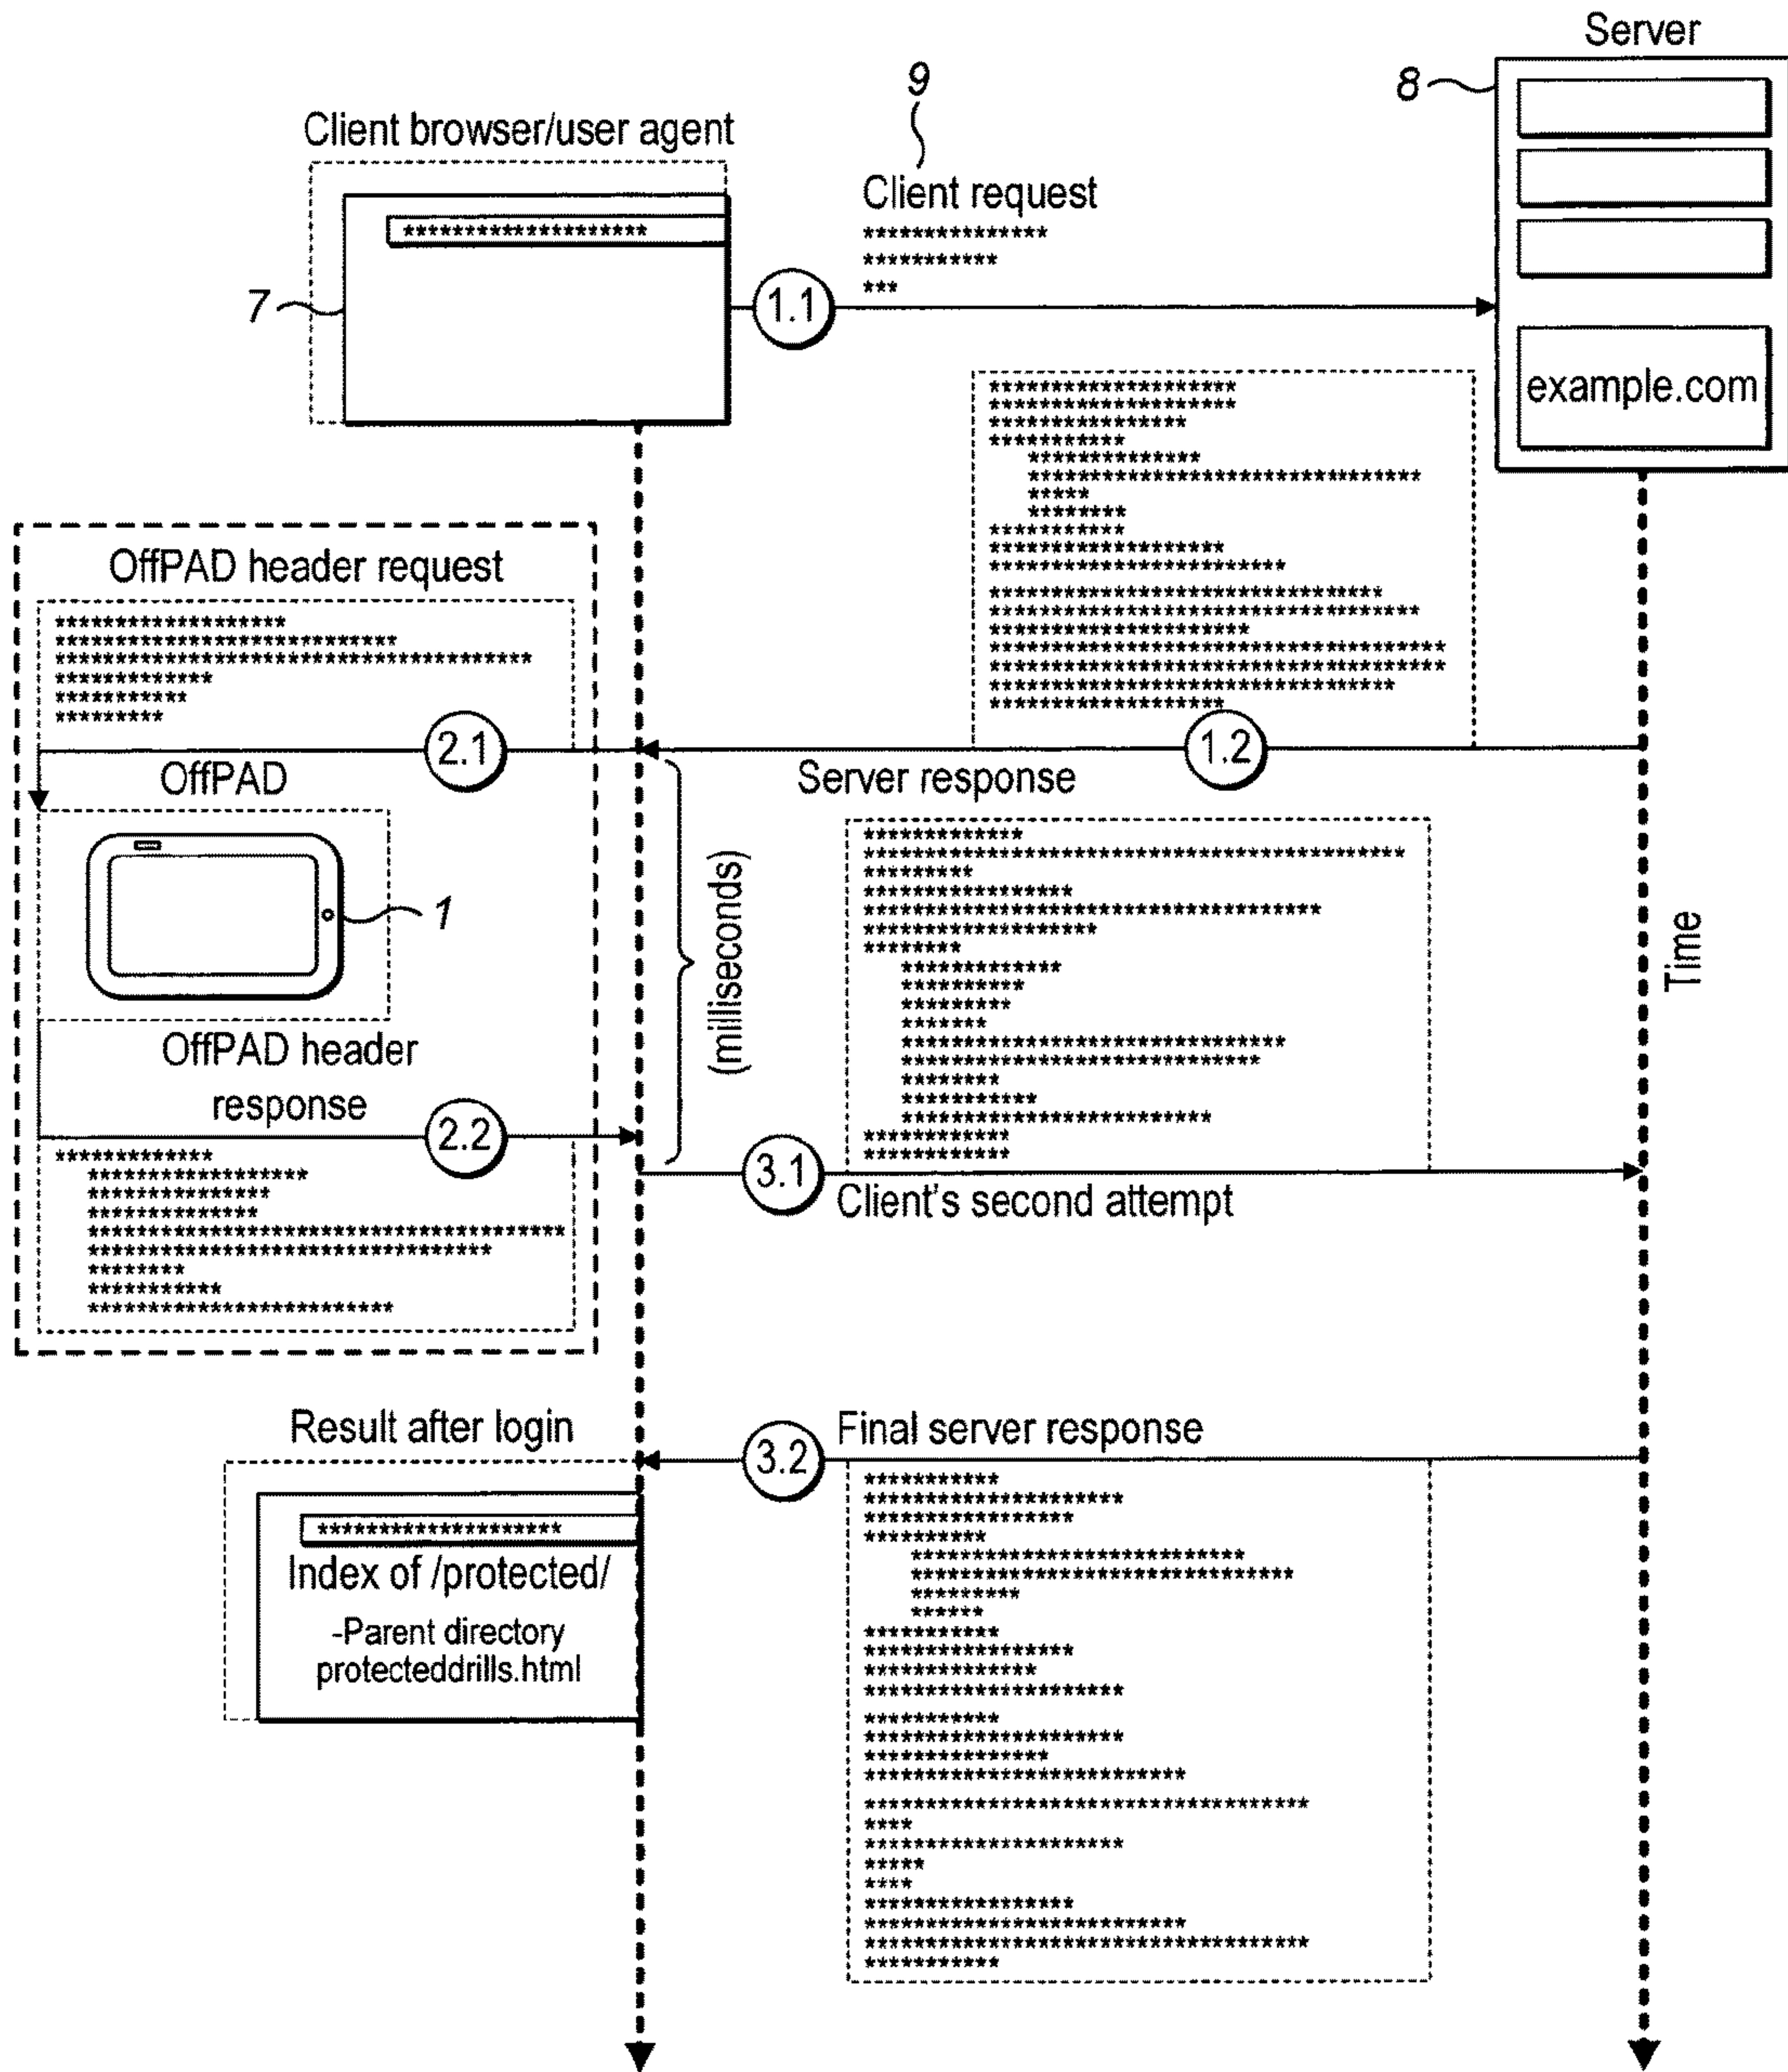 Server
8
9
Client browser/user agent
Client request
7
1.1
example.com
OffPAD header request
2.1
1.2
OffPAD
Server response
1
(milliseconds)
Time
OffPAD header
response
2.2
3.1
Client's second attempt
Result after login
3.2
Final server response
Index of /protected/
-Parent directory
protecteddrills.html